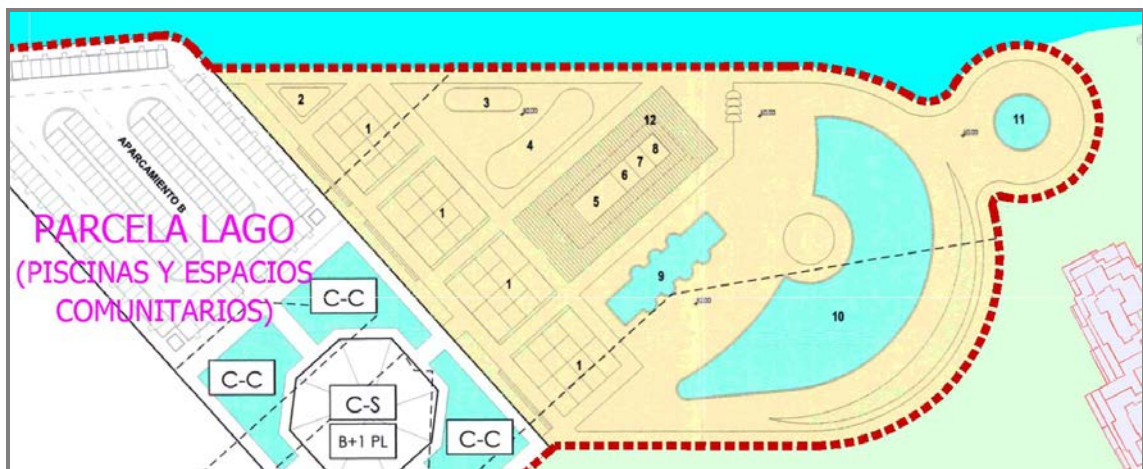 2
3
1
4
12
8
7
6
5
11
APARCAMIENTO B
1
PARCELA LAGO
(PISCINAS Y ESPACIOS
COMUNITARIOS)
C-C
1
9
10
1
C-C
C-S
B+1 PL
C-C